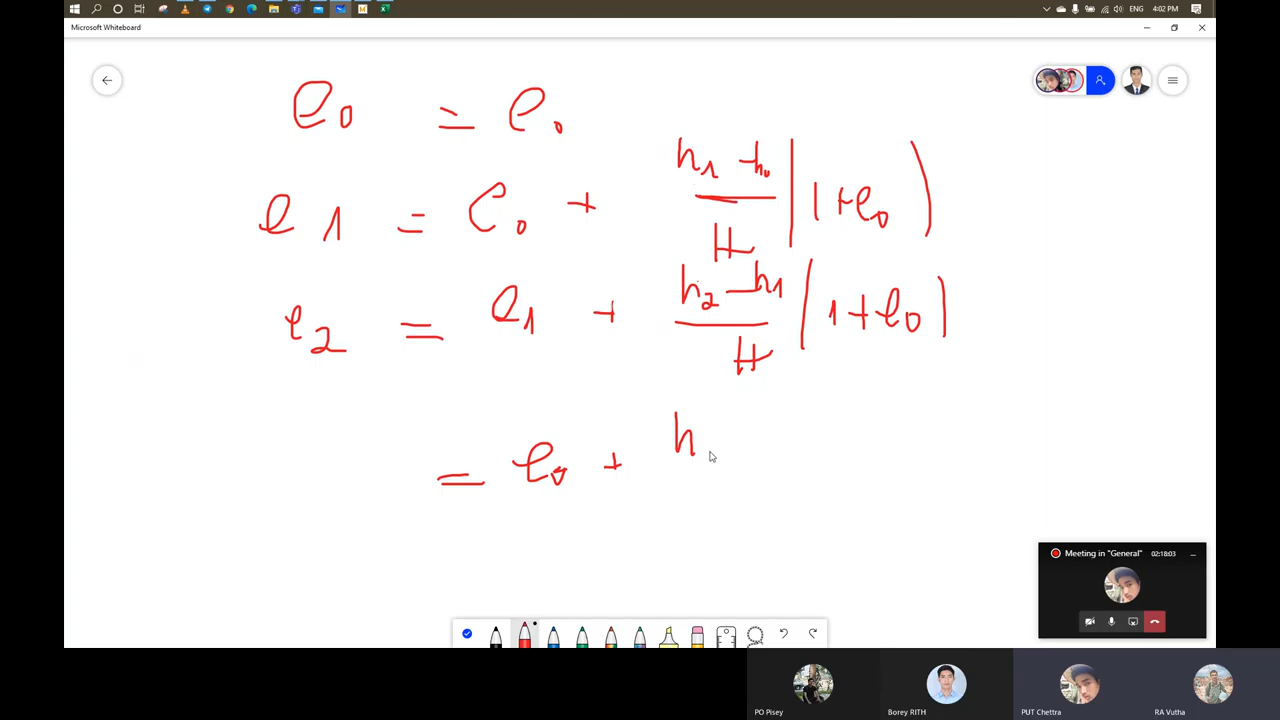 ENG 4:02 PM
Microsoft Whiteboard
e0 = e0
e1 = e0 + h1 - h0 / H (1+e0)
e2 = e1 + h2 - h1 / H (1+e0)
= e0 + h
Meeting in "General" 02:18:03
PO Pisey
Borey RITH
PUT Chettra
RA Vutha